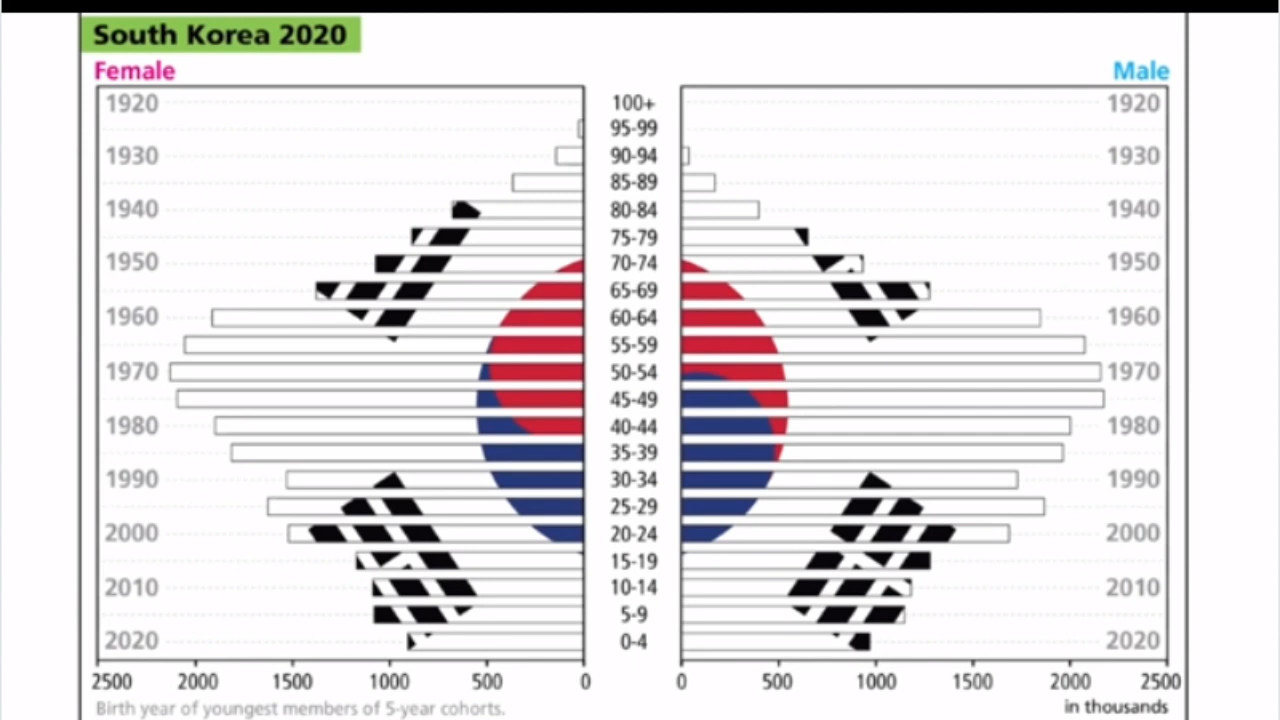 South Korea 2020
Female Male
1920 100+ 1920
95-99
1930 90-94 1930
85-89
1940 80-84 1940
75-79
1950 70-74 1950
65-69
1960 60-64 1960
55-59
1970 50-54 1970
45-49
1980 40-44 1980
35-39
1990 30-34 1990
25-29
2000 20-24 2000
15-19
2010 10-14 2010
5-9
2020 0-4 2020
2500 2000 1500 1000 500 0 0 500 1000 1500 2000 2500
Birth year of youngest members of 5-year cohorts. in thousands